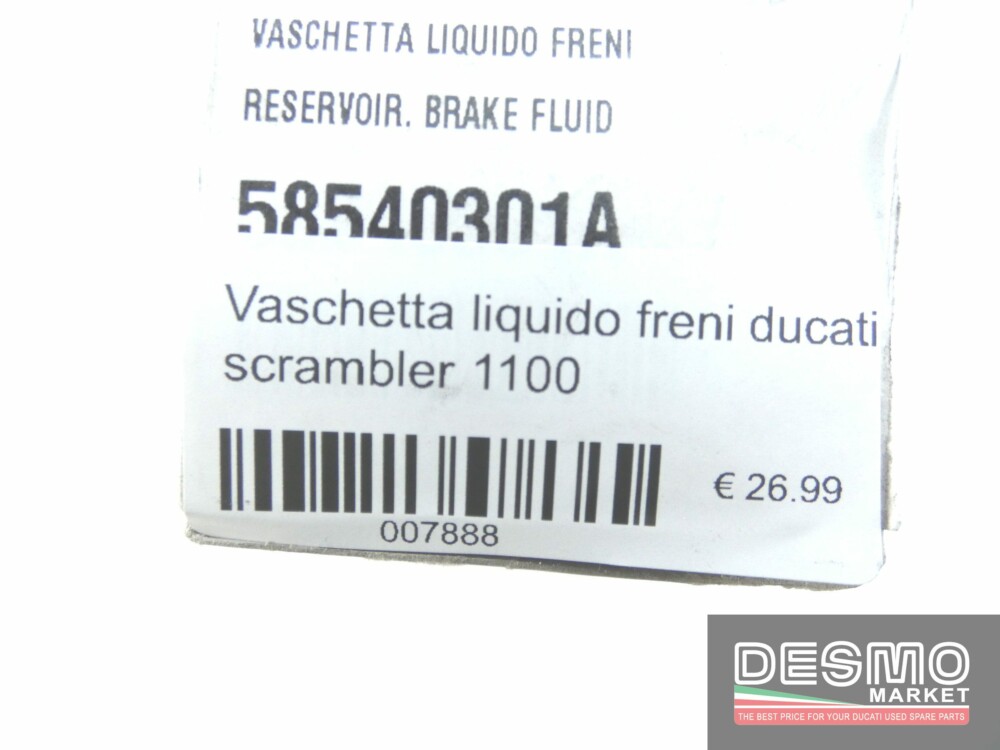 VASCHETTA LIQUIDO FRENI
RESERVOIR. BRAKE FLUID
58540301A
Vaschetta liquido freni ducati
scrambler 1100
€ 26.99
007888
DESMO
MARKET
THE BEST PRICE FOR YOUR DUCATI USED SPARE PARTS